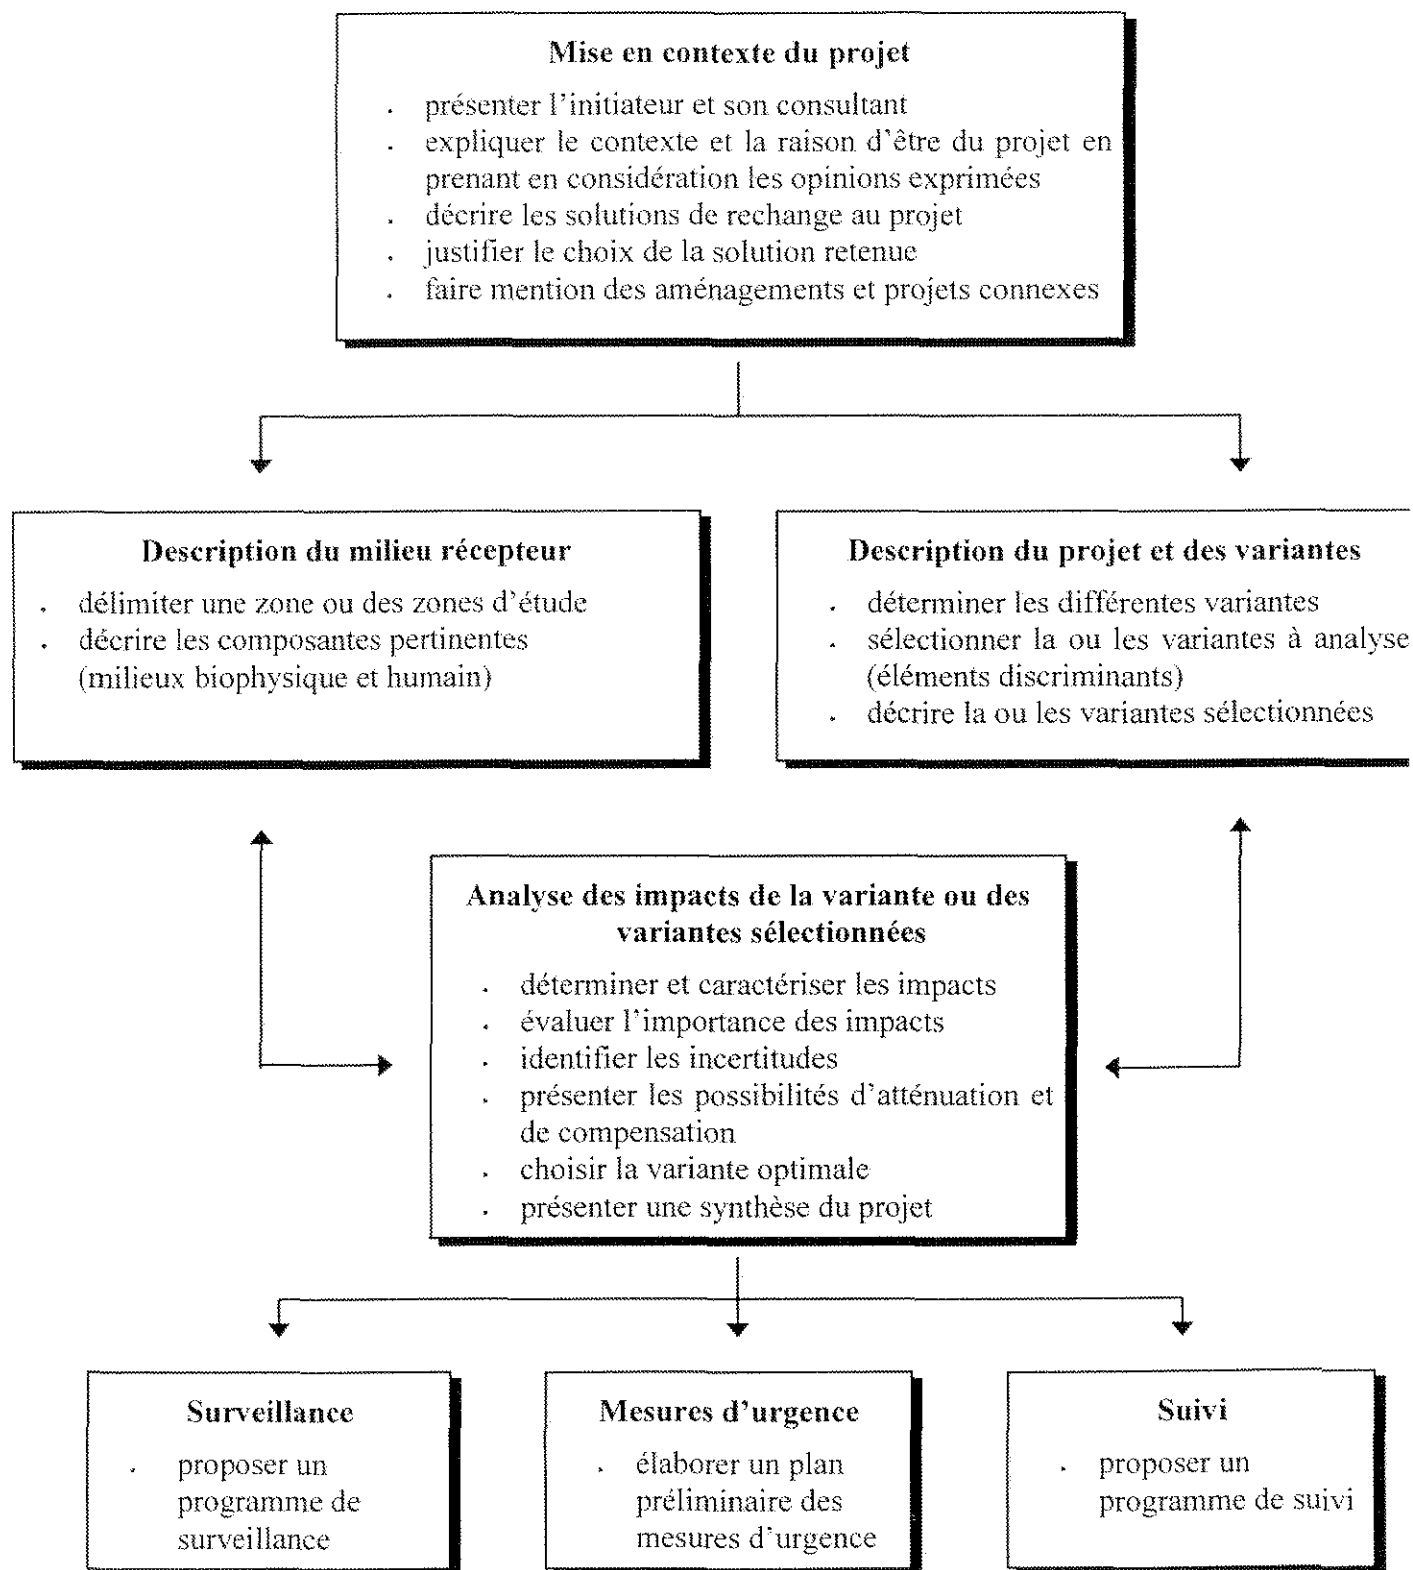 Mise en contexte du projet
. présenter l'initiateur et son consultant
. expliquer le contexte et la raison d'être du projet en
prenant en considération les opinions exprimées
. décrire les solutions de rechange au projet
. justifier le choix de la solution retenue
. faire mention des aménagements et projets connexes
Description du milieu récepteur
. délimiter une zone ou des zones d'étude
. décrire les composantes pertinentes
(milieux biophysique et humain)
Description du projet et des variantes
. déterminer les différentes variantes
. sélectionner la ou les variantes à analyse
(éléments discriminants)
. décrire la ou les variantes sélectionnées
Analyse des impacts de la variante ou des
variantes sélectionnées
. déterminer et caractériser les impacts
. évaluer l'importance des impacts
. identifier les incertitudes
. présenter les possibilités d'atténuation et
de compensation
. choisir la variante optimale
. présenter une synthèse du projet
Surveillance
. proposer un
programme de
surveillance
Mesures d'urgence
. élaborer un plan
préliminaire des
mesures d'urgence
Suivi
. proposer un
programme de suivi